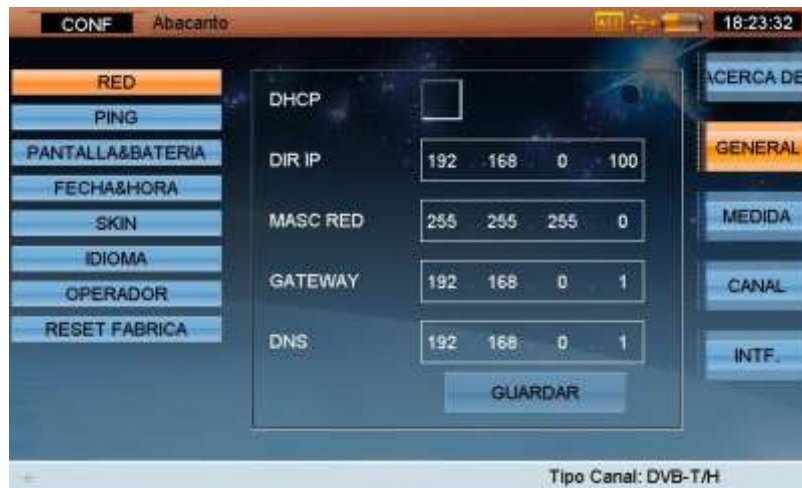 CONF Abacanto 18:23:32
RED
PING
PANTALLA&BATERIA
FECHA&HORA
SKIN
IDIOMA
OPERADOR
RESET FABRICA
DHCP
DIR IP 192 . 168 . 0 . 100
MASC RED 255 . 255 . 255 . 0
GATEWAY 192 . 168 . 0 . 1
DNS 192 . 168 . 0 . 1
GUARDAR
ACERCA DE
GENERAL
MEDIDA
CANAL
INTF.
Tipo Canal: DVB-T/H